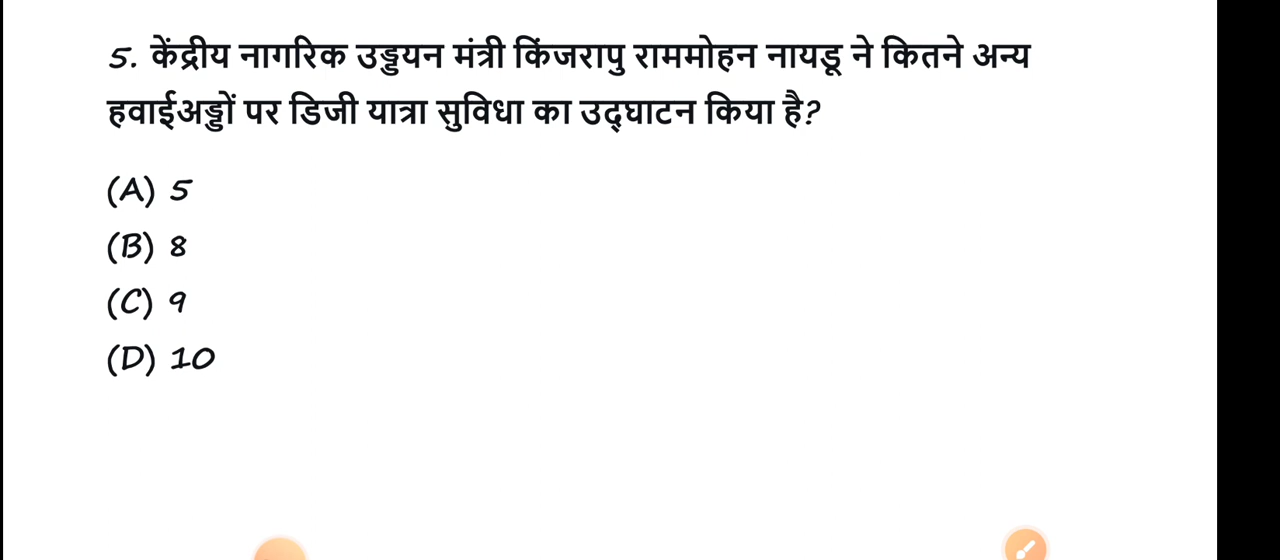 5. केंद्रीय नागरिक उड्डयन मंत्री किंजरापु राममोहन नायडू ने कितने अन्य
हवाईअड्डों पर डिजी यात्रा सुविधा का उद्घाटन किया है?
(A) 5
(B) 8
(C) 9
(D) 10